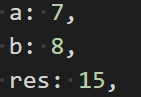 a: 7,
b: 8,
res: 15,